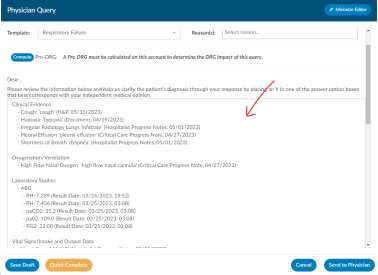 Physician Query
Minimize Editor
Template: Respiratory Failure
Reason(s): Select reason...
Compute Pro DRG: A Pro DRG must be calculated on this account to determine the DRG impact of this query.
Dear ,
Please review the information below and help us clarify the patient's diagnosis through your response by placing an X in one of the answer option boxes
that best corresponds with your independent medical opinion.
Clinical Evidence
- Cough: 'cough' (H&P, 05/31/2023)
- Hypoxia: 'hypoxia' (Document, 04/19/2023)
- Irregular Radiology Lungs: 'infiltrate' (Hospitalist Progress Notes, 05/01/2023)
- Pleural Effusion: 'pleural effusion' (Critical Care Progress Note, 04/27/2023)
- Shortness of Breath: 'dyspnea' (Hospitalist Progress Notes, 05/01/2023)
Oxygenation/Ventilation
- High Flow Nasal Oxygen: 'high flow nasal cannula' (Critical Care Progress Note, 04/27/2023)
Laboratory Studies
- ABG
- PH: 7.289 (Result Date: 03/24/2023, 19:52)
- PH: 7.406 (Result Date: 03/25/2023, 03:08)
- paCO2: 35.2 (Result Date: 03/25/2023, 03:08)
- pa02: 109.0 (Result Date: 03/25/2023, 03:08)
- FIO2: 32.00 (Result Date: 03/25/2023, 03:08)
Vital Signs/Intake and Output Data
Save Draft
Quick Complete
Cancel
Send to Physician